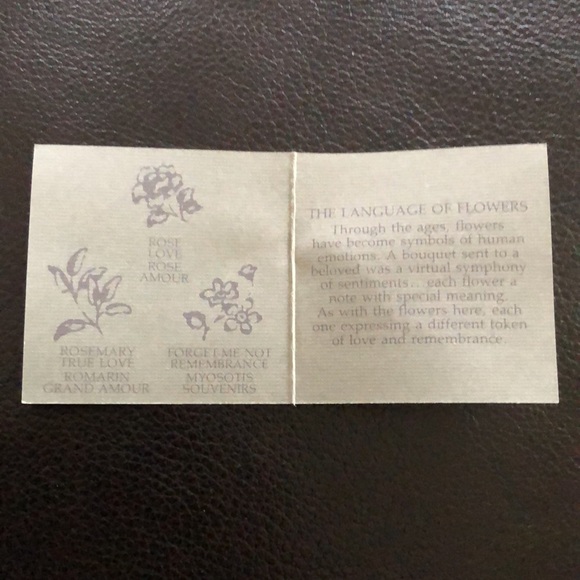 ROSE
LOVE
ROSE
AMOUR
ROSEMARY
TRUE LOVE
ROMARIN
GRAND AMOUR
FORGET-ME-NOT
REMEMBRANCE
MYOSOTIS
SOUVENIRS
THE LANGUAGE OF FLOWERS
Through the ages, flowers
have become symbols of human
emotions. A bouquet sent to a
beloved was a virtual symphony
of sentiments... each flower a
note with special meaning.
As with the flowers here, each
one expressing a different token
of love and remembrance.